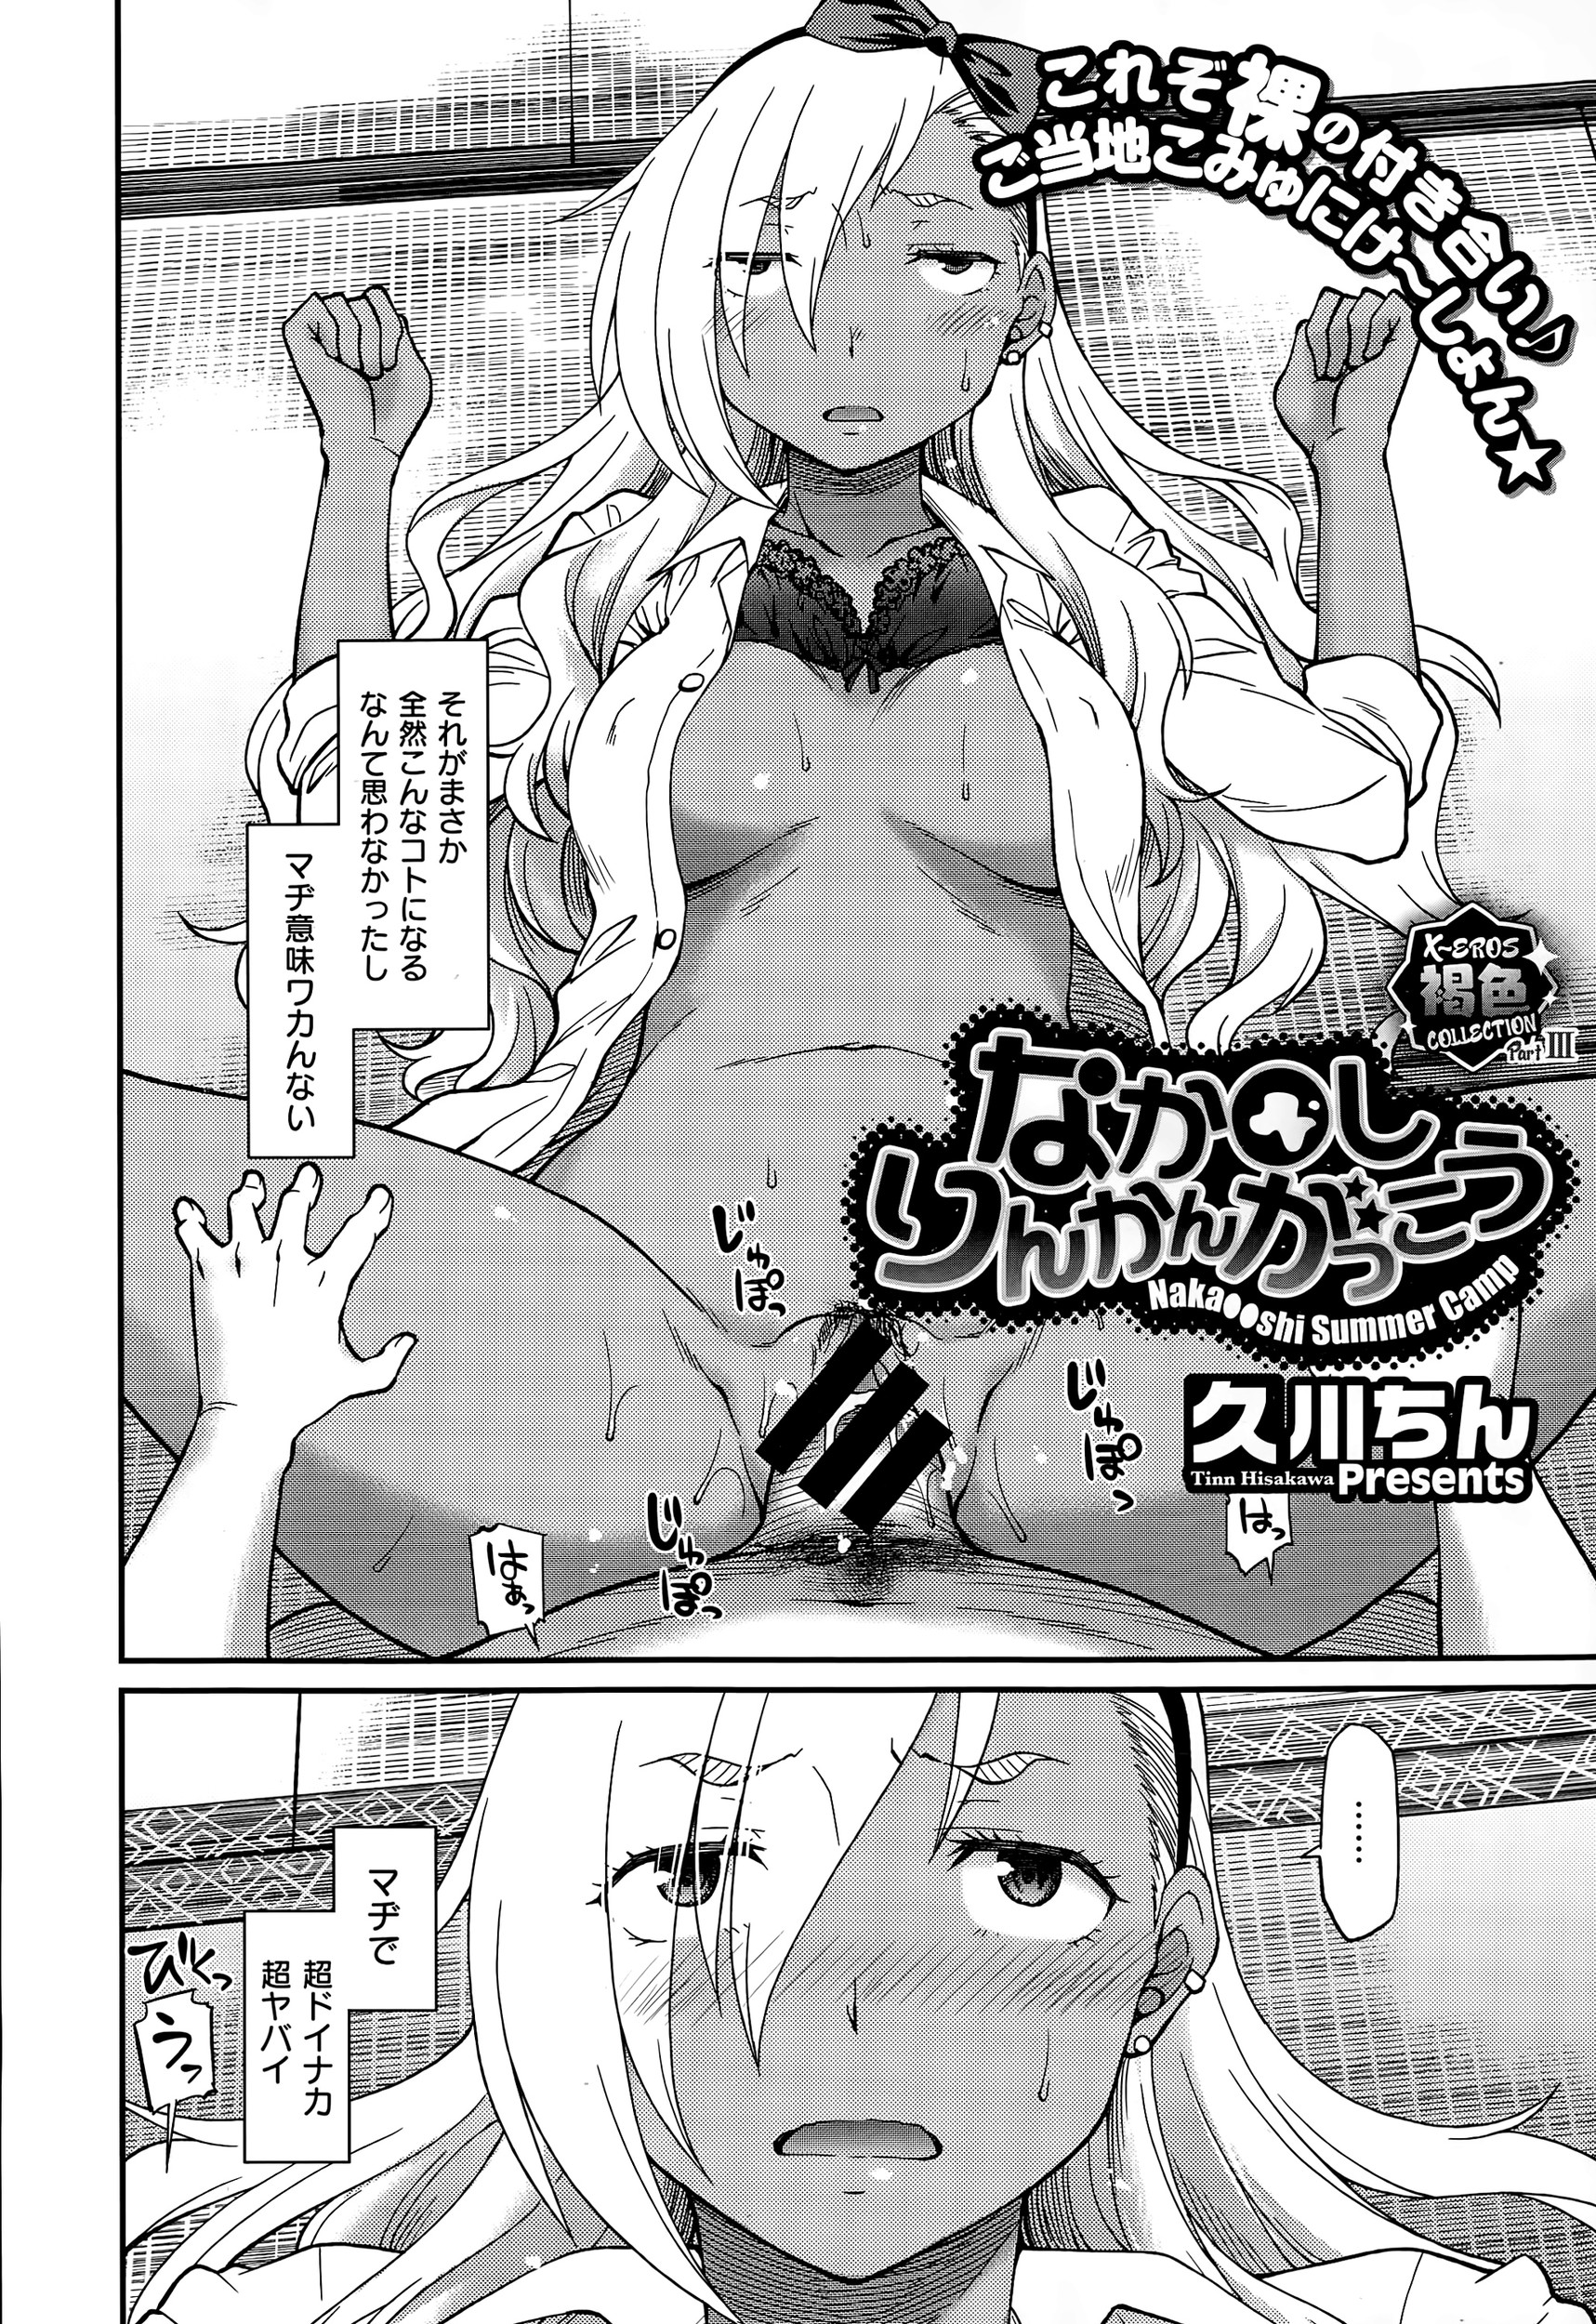 これぞ裸の付き合い♪
ご当地こみゅにけ～しょん★
それがまさか
全然こんなコトになる
なんて思わなかったし
マヂ意味ワカんない
X-EROS
褐色
COLLECTION
Part III
なか〇し
りんかんがっこう
Naka●●shi Summer Camp
久川ちん
Tinn Hisakawa Presents
じゅぽっ
じゅぽっ
じゅぽっ
はっ
はぁっ
……
マヂで
超ドイナカ
超ヤバイ
びくっ
うっ